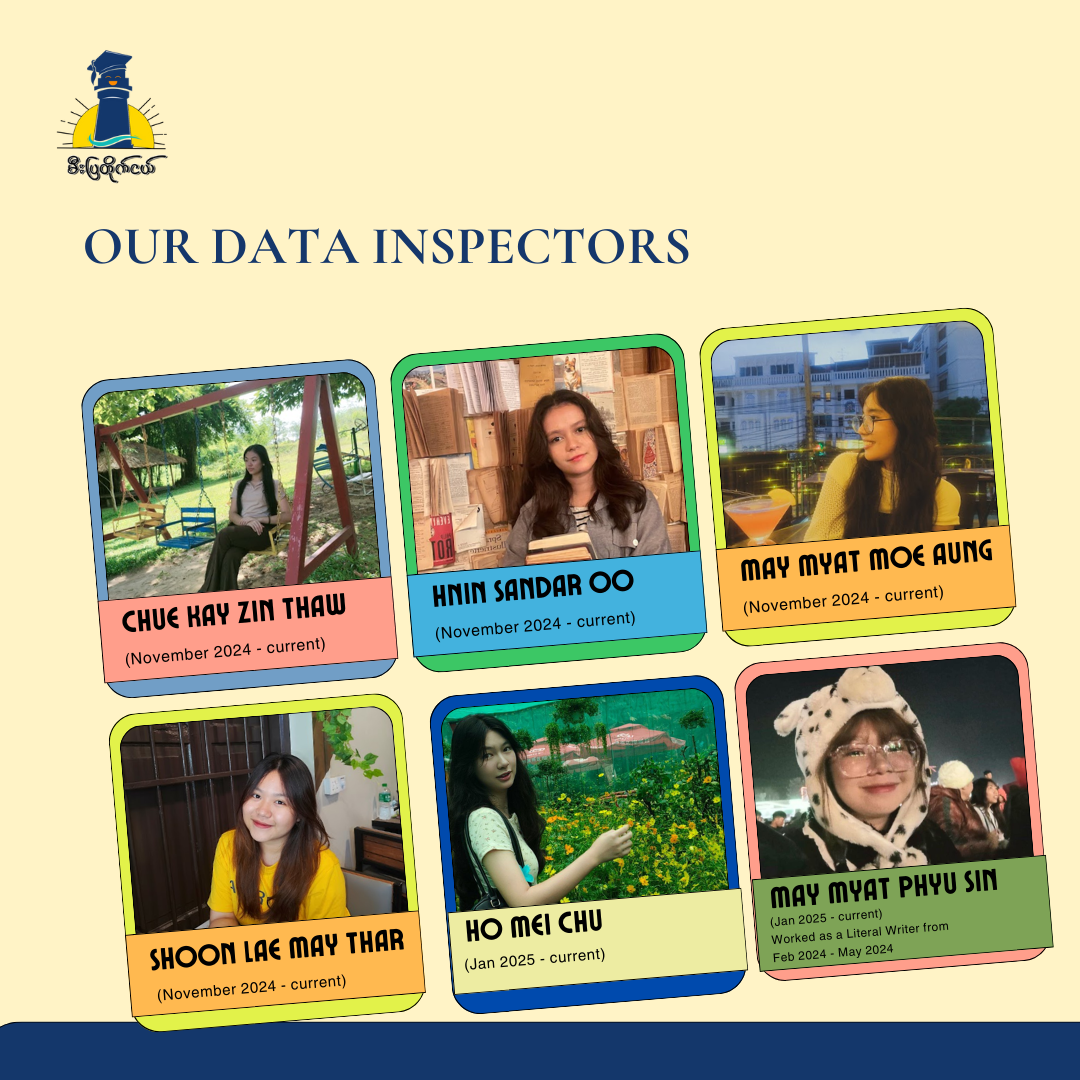 မီးပြတိုက်ငယ်
OUR DATA INSPECTORS
CHUE KAY ZIN THAW
(November 2024 - current)
HNIN SANDAR OO
(November 2024 - current)
MAY MYAT MOE AUNG
(November 2024 - current)
SHOON LAE MAY THAR
(November 2024 - current)
HO MEI CHU
(Jan 2025 - current)
MAY MYAT PHYU SIN
(Jan 2025 - current)
Worked as a Literal Writer from
Feb 2024 - May 2024